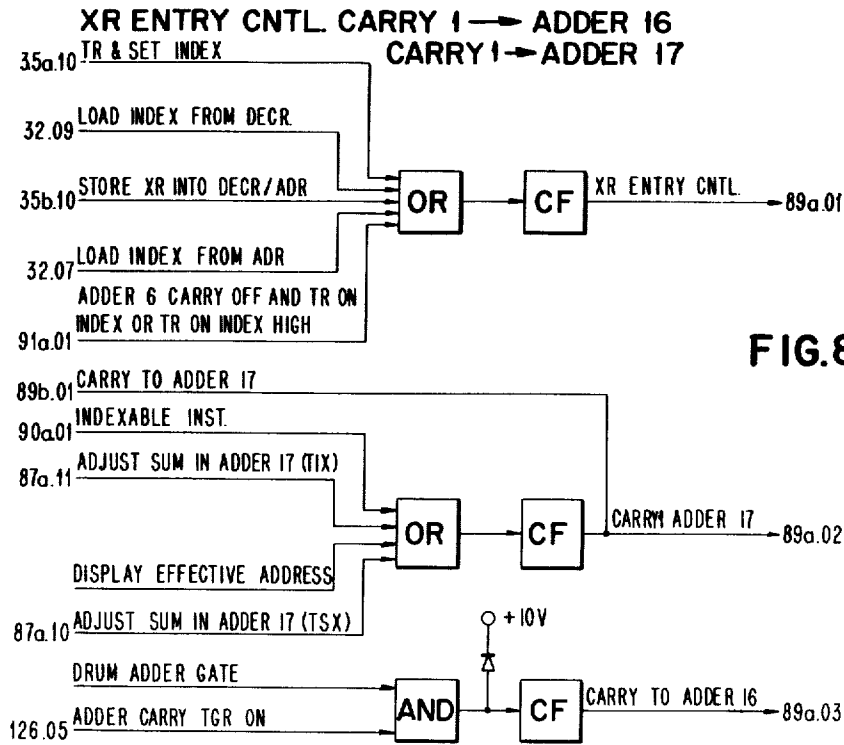 XR ENTRY CNTL. CARRY 1 → ADDER 16
CARRY 1 → ADDER 17
35a.10 TR & SET INDEX
32.09 LOAD INDEX FROM DECR.
35b.10 STORE XR INTO DECR/ADR
OR
CF
XR ENTRY CNTL.
89a.01
32.07 LOAD INDEX FROM ADR
ADDER 6 CARRY OFF AND TR ON
91a.01 INDEX OR TR ON INDEX HIGH
FIG.8
89b.01 CARRY TO ADDER 17
90a.01 INDEXABLE INST.
87a.11 ADJUST SUM IN ADDER 17 (TIX)
OR
CF
CARRY1 ADDER 17
89a.02
DISPLAY EFFECTIVE ADDRESS
87a.10 ADJUST SUM IN ADDER 17 (TSX)
+10V
DRUM ADDER GATE
AND
CF
CARRY TO ADDER 16
89a.03
126.05 ADDER CARRY TGR ON